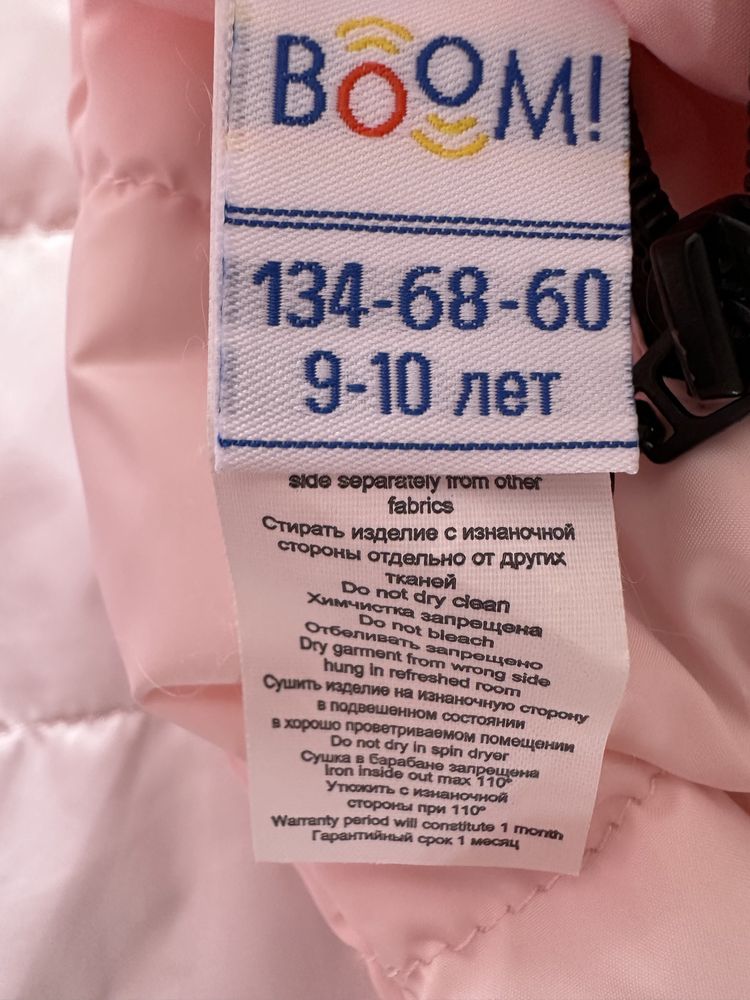 BOOM!
134-68-60
9-10 лет
side separately from other
fabrics
Стирать изделие с изнаночной
стороны отдельно от других
тканей
Do not dry clean
Химчистка запрещена
Do not bleach
Отбеливать запрещено
Dry garment from wrong side
hung in refreshed room
Сушить изделие на изнаночную сторону
в подвешенном состоянии
в хорошо проветриваемом помещении
Do not dry in spin dryer
Сушка в барабане запрещена
Iron inside out max 110°
Утюжить с изнаночной
стороны при 110°
Warranty period will constitute 1 month
Гарантийный срок 1 месяц